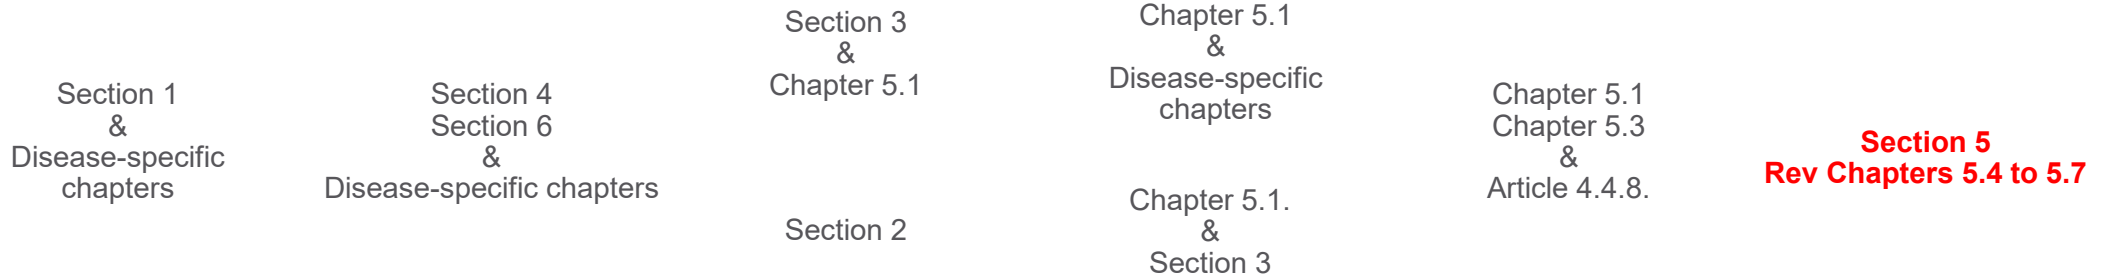 Section 1
&
Disease-specific
chapters
Section 4
Section 6
&
Disease-specific chapters
Section 3
&
Chapter 5.1
Section 2
Chapter 5.1
&
Disease-specific
chapters
Chapter 5.1.
&
Section 3
Chapter 5.1
Chapter 5.3
&
Article 4.4.8.
Section 5
Rev Chapters 5.4 to 5.7